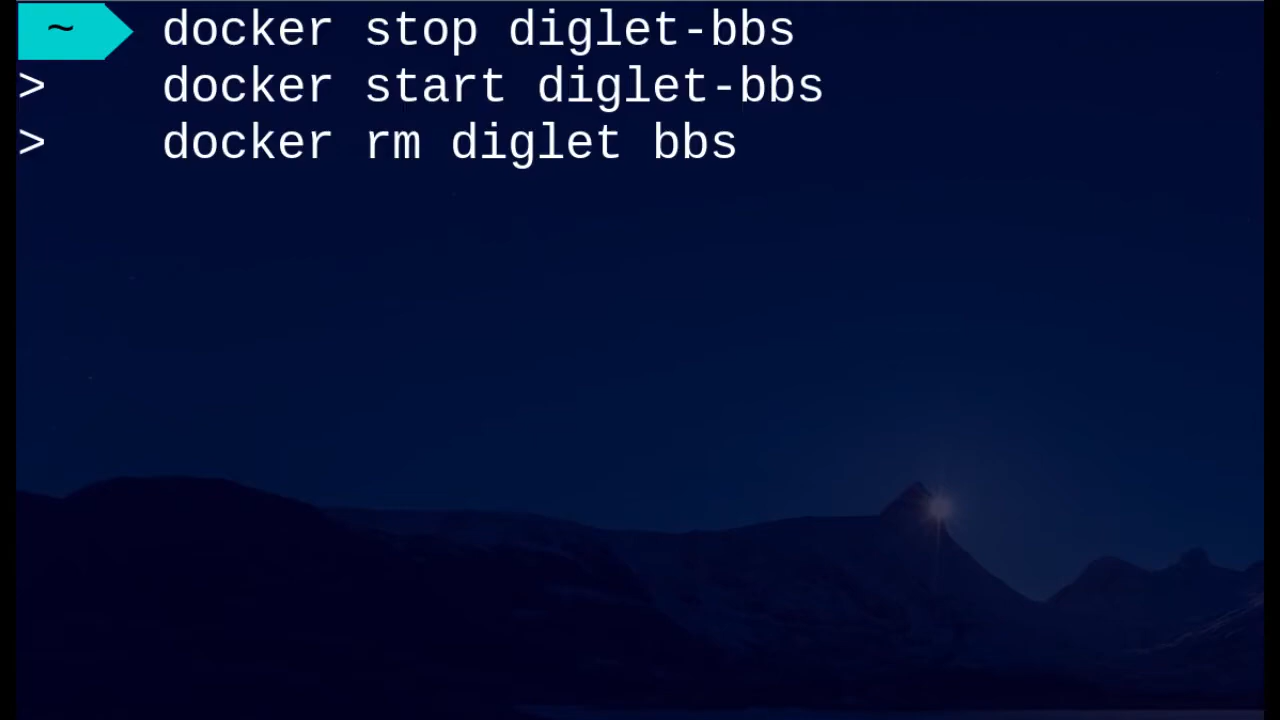 ~ docker stop diglet-bbs
> docker start diglet-bbs
> docker rm diglet bbs